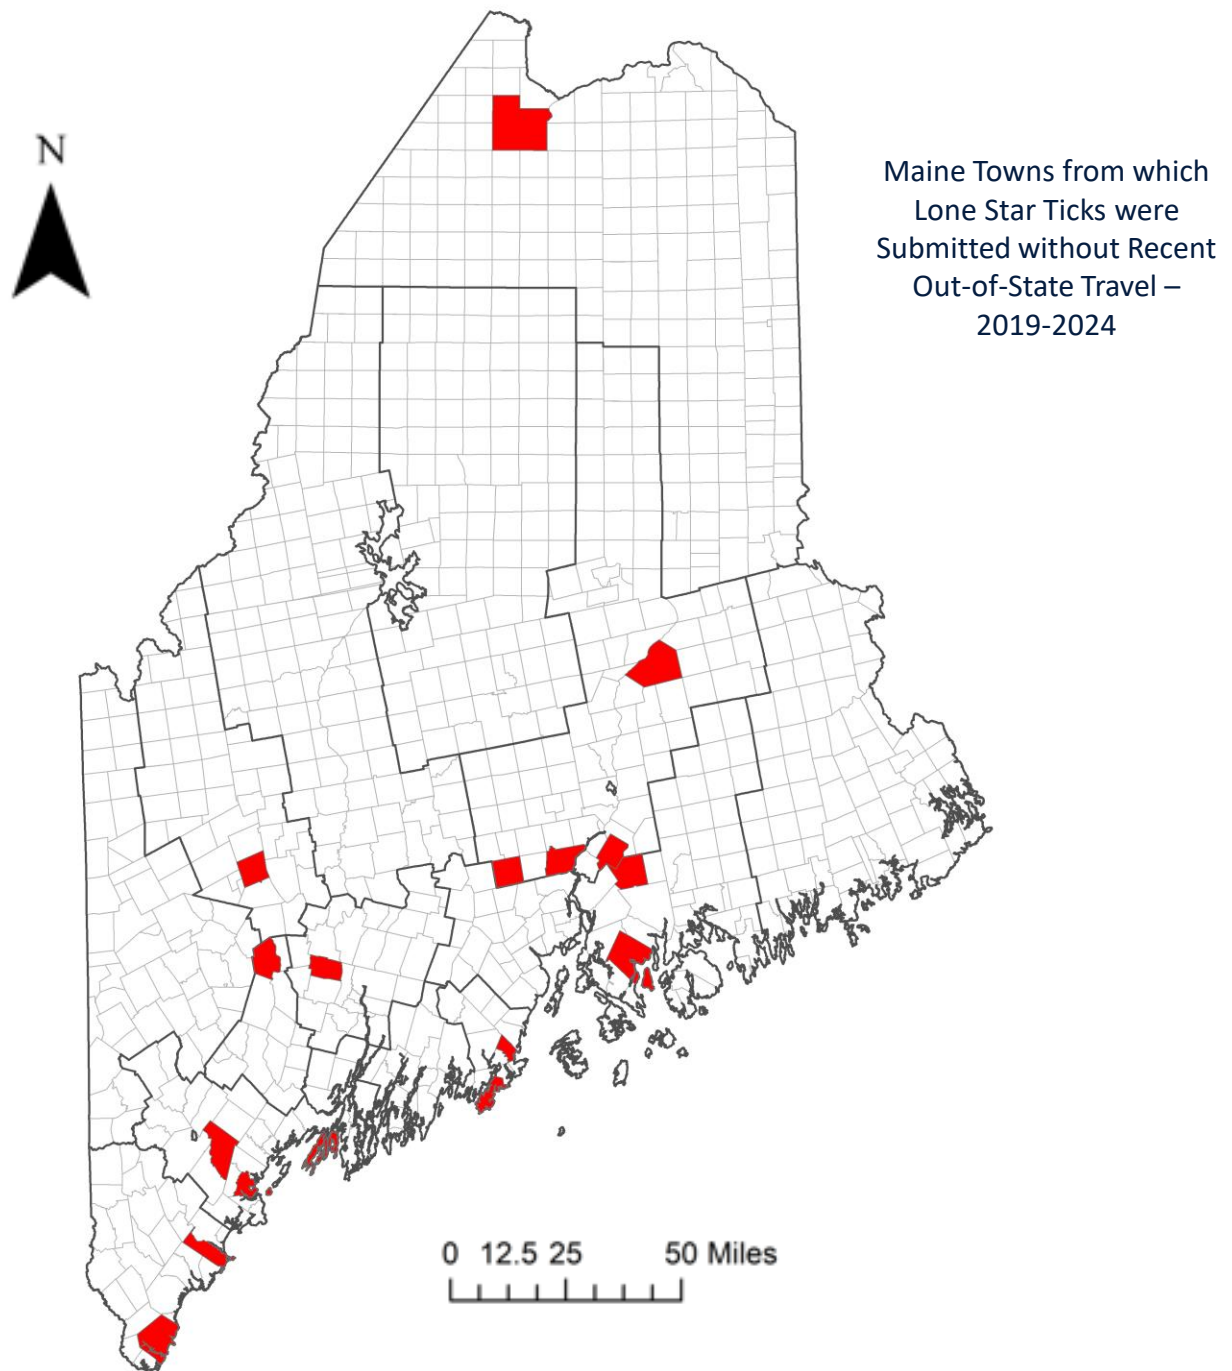 N
Maine Towns from which
Lone Star Ticks were
Submitted without Recent
Out-of-State Travel –
2019-2024
0 12.5 25 50 Miles